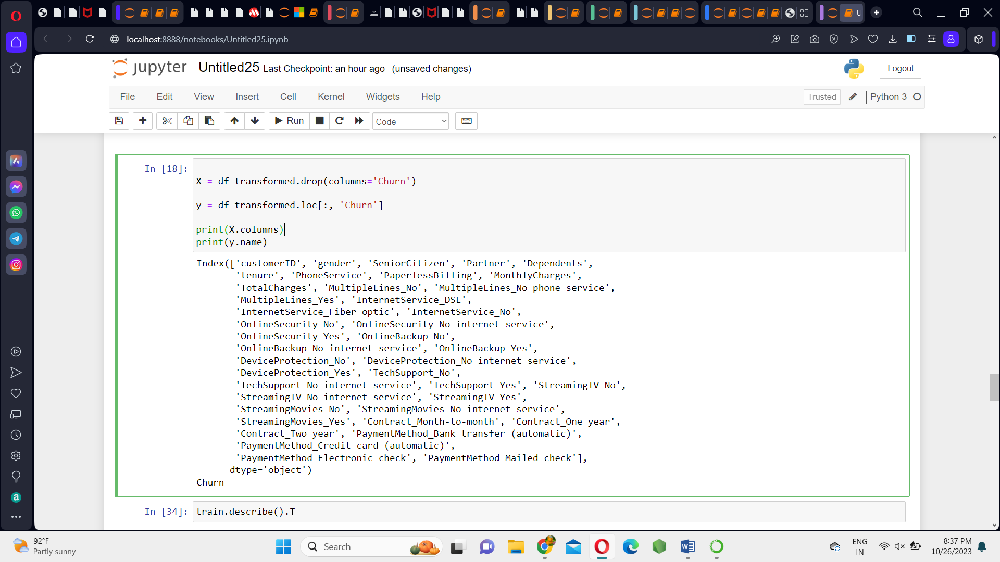 U
localhost:8888/notebooks/Untitled25.ipynb
jupyter Untitled25 Last Checkpoint: an hour ago (unsaved changes)
Logout
File Edit View Insert Cell Kernel Widgets Help
Trusted Python 3
Run Code
In [18]:
X = df_transformed.drop(columns='Churn')
y = df_transformed.loc[:, 'Churn']
print(X.columns)
print(y.name)
Index(['customerID', 'gender', 'SeniorCitizen', 'Partner', 'Dependents',
'tenure', 'PhoneService', 'PaperlessBilling', 'MonthlyCharges',
'TotalCharges', 'MultipleLines_No', 'MultipleLines_No phone service',
'MultipleLines_Yes', 'InternetService_DSL',
'InternetService_Fiber optic', 'InternetService_No',
'OnlineSecurity_No', 'OnlineSecurity_No internet service',
'OnlineSecurity_Yes', 'OnlineBackup_No',
'OnlineBackup_No internet service', 'OnlineBackup_Yes',
'DeviceProtection_No', 'DeviceProtection_No internet service',
'DeviceProtection_Yes', 'TechSupport_No',
'TechSupport_No internet service', 'TechSupport_Yes', 'StreamingTV_No',
'StreamingTV_No internet service', 'StreamingTV_Yes',
'StreamingMovies_No', 'StreamingMovies_No internet service',
'StreamingMovies_Yes', 'Contract_Month-to-month', 'Contract_One year',
'Contract_Two year', 'PaymentMethod_Bank transfer (automatic)',
'PaymentMethod_Credit card (automatic)',
'PaymentMethod_Electronic check', 'PaymentMethod_Mailed check'],
dtype='object')
Churn
In [34]: train.describe().T
92°F
Partly sunny
Search
ENG
IN
8:37 PM
10/26/2023